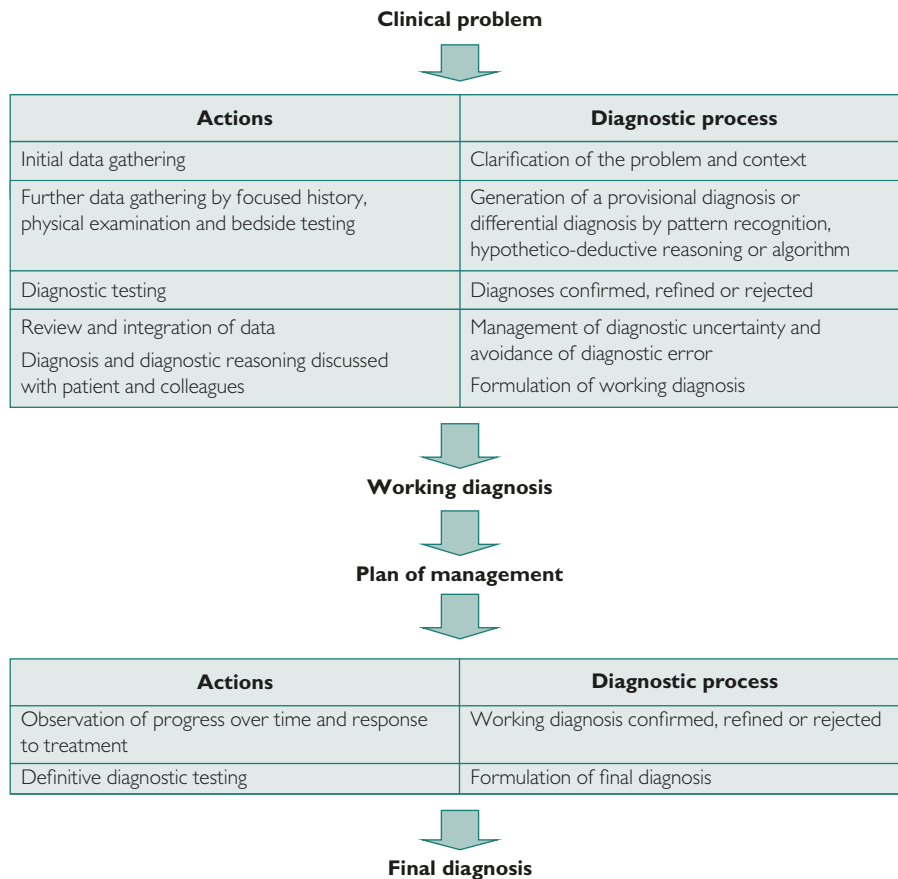 Clinical problem
Actions
Diagnostic process
Initial data gathering
Clarification of the problem and context
Further data gathering by focused history,
physical examination and bedside testing
Generation of a provisional diagnosis or
differential diagnosis by pattern recognition,
hypothetico-deductive reasoning or algorithm
Diagnostic testing
Diagnoses confirmed, refined or rejected
Review and integration of data
Diagnosis and diagnostic reasoning discussed
with patient and colleagues
Management of diagnostic uncertainty and
avoidance of diagnostic error
Formulation of working diagnosis
Working diagnosis
Plan of management
Actions
Diagnostic process
Observation of progress over time and response
to treatment
Working diagnosis confirmed, refined or rejected
Definitive diagnostic testing
Formulation of final diagnosis
Final diagnosis